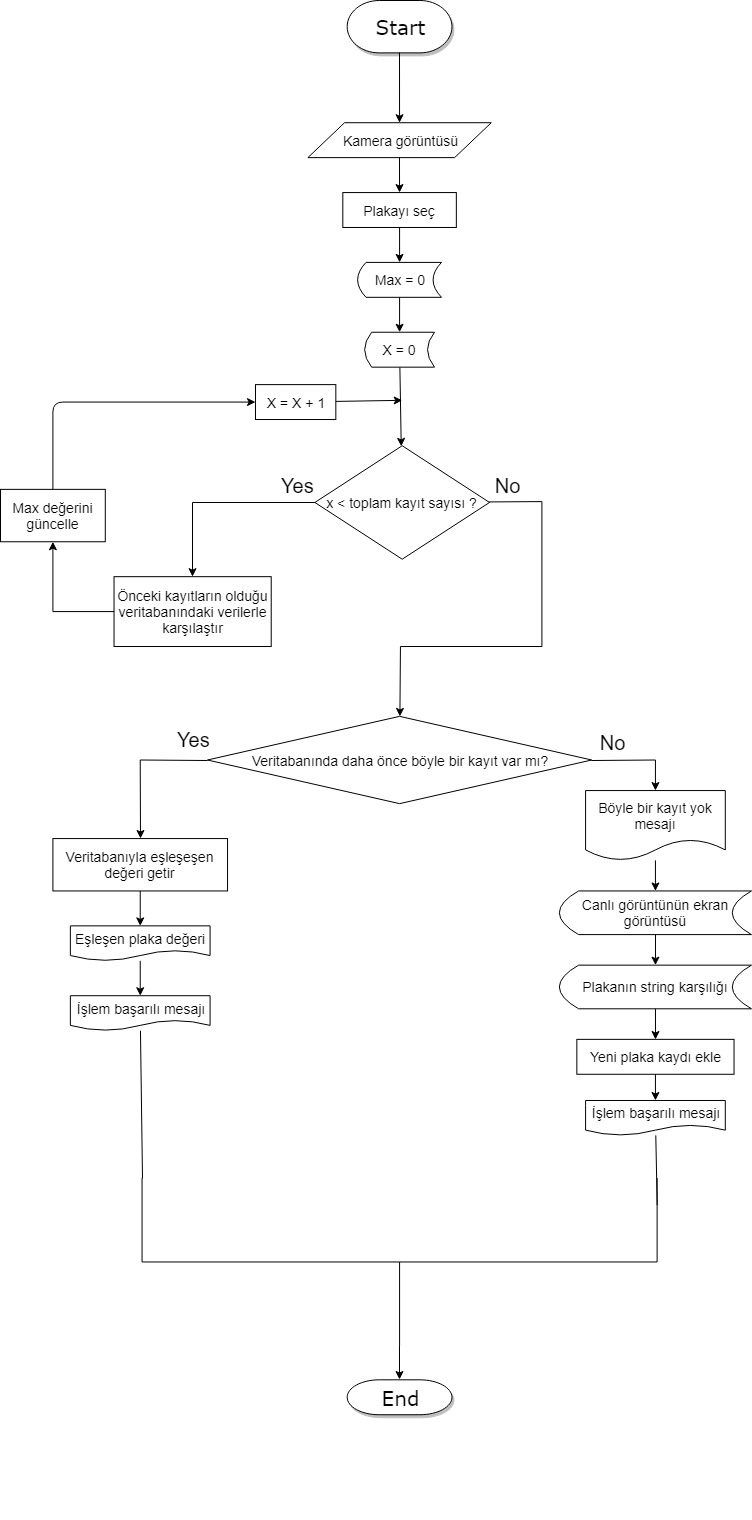 Start
Kamera görüntüsü
Plakayı seç
Max = 0
X = 0
X = X + 1
Yes
No
x < toplam kayıt sayısı ?
Max değerini
güncelle
Önceki kayıtların olduğu
veritabanındaki verilerle
karşılaştır
Yes
No
Veritabanında daha önce böyle bir kayıt var mı?
Veritabanıyla eşleşeşen
değeri getir
Eşleşen plaka değeri
İşlem başarılı mesajı
Böyle bir kayıt yok
mesajı
Canlı görüntünün ekran
görüntüsü
Plakanın string karşılığı
Yeni plaka kaydı ekle
İşlem başarılı mesajı
End